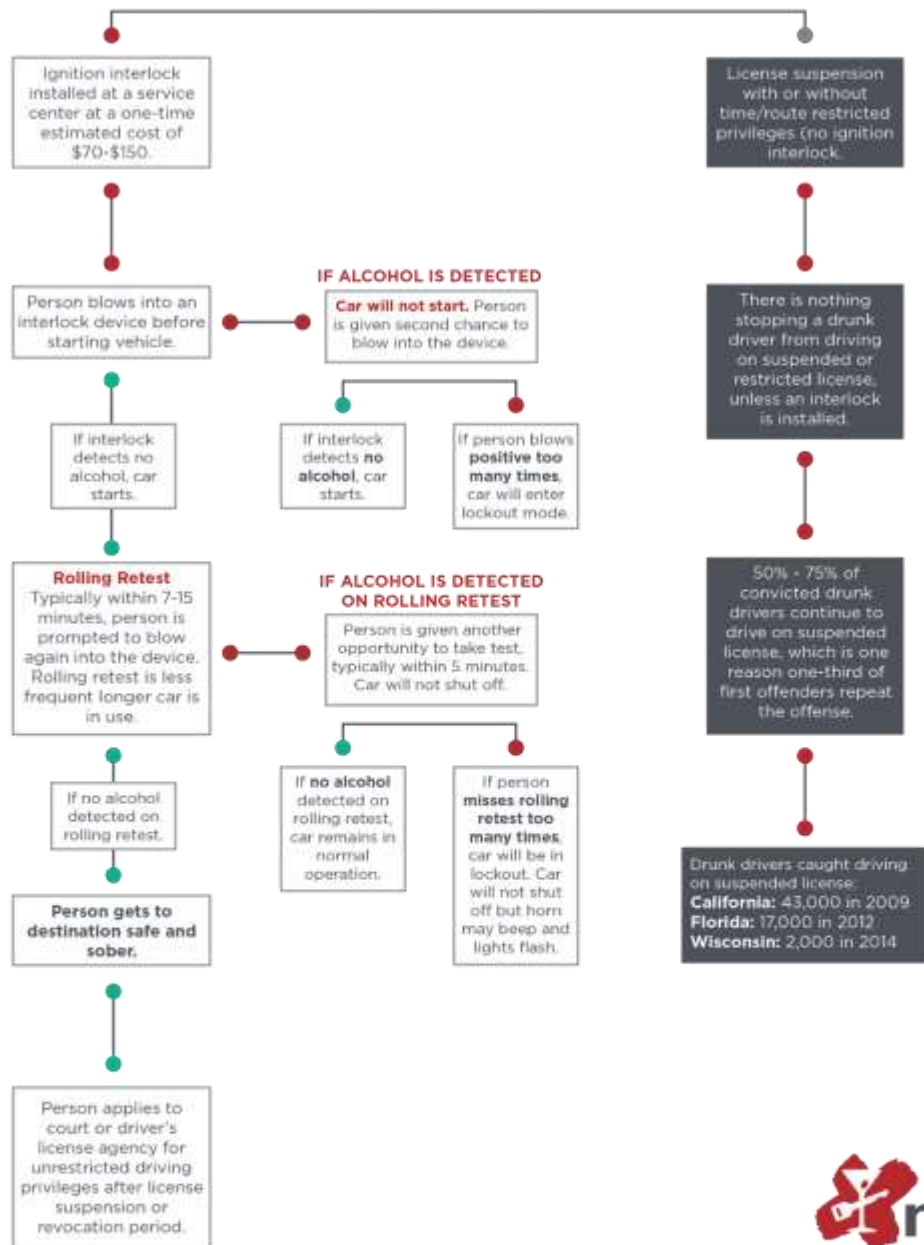 Ignition interlock
installed at a service
center at a one-time
estimated cost of
$70-$150.
Person blows into an
interlock device before
starting vehicle.
IF ALCOHOL IS DETECTED
Car will not start. Person
is given second chance to
blow into the device.
If interlock
detects no
alcohol, car
starts.
If interlock
detects no
alcohol, car
starts.
If person blows
positive too
many times,
car will enter
lockout mode.
Rolling Retest
Typically within 7-15
minutes, person is
prompted to blow
again into the device.
Rolling retest is less
frequent longer car is
in use.
IF ALCOHOL IS DETECTED
ON ROLLING RETEST
Person is given another
opportunity to take test,
typically within 5 minutes.
Car will not shut off.
If no alcohol
detected on
rolling retest.
If no alcohol
detected on
rolling retest,
car remains in
normal
operation.
If person
misses rolling
retest too
many times,
car will be in
lockout. Car
will not shut
off but horn
may beep and
lights flash.
Person gets to
destination safe and
sober.
Person applies to
court or driver's
license agency for
unrestricted driving
privileges after license
suspension or
revocation period.
License suspension
with or without
time/route restricted
privileges (no ignition
interlock.
There is nothing
stopping a drunk
driver from driving
on suspended or
restricted license,
unless an interlock
is installed.
50% - 75% of
convicted drunk
drivers continue to
drive on suspended
license, which is one
reason one-third of
first offenders repeat
the offense.
Drunk drivers caught driving
on suspended license:
California: 43,000 in 2009
Florida: 17,000 in 2012
Wisconsin: 2,000 in 2014